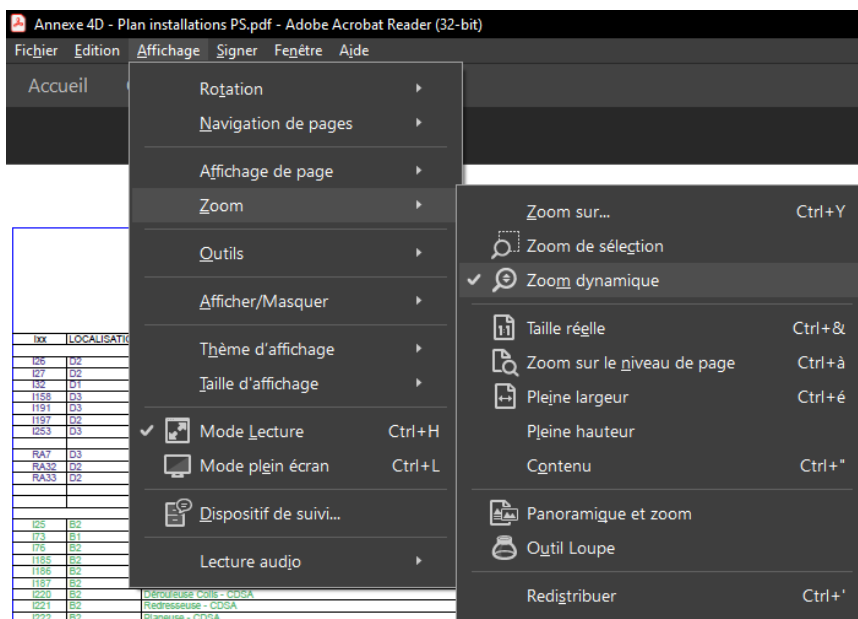 Annexe 4D - Plan installations PS.pdf - Adobe Acrobat Reader (32-bit)
Fichier Edition Affichage Signer Fenêtre Aide
Accueil
Rotation
Navigation de pages
Affichage de page
Zoom
Outils
Afficher/Masquer
Thème d'affichage
Taille d'affichage
Mode Lecture Ctrl+H
Mode plein écran Ctrl+L
Dispositif de suivi...
Lecture audio
Zoom sur... Ctrl+Y
Zoom de sélection
Zoom dynamique
Taille réelle Ctrl+&
Zoom sur le niveau de page Ctrl+à
Pleine largeur Ctrl+é
Pleine hauteur
Contenu Ctrl+"
Panoramique et zoom
Outil Loupe
Redistribuer Ctrl+'
Ixx LOCALISATIO
I26 D2
I27 D2
I32 D1
I158 D3
I191 D3
I197 D2
I253 D3
RA7 D3
RA32 D2
RA33 D2
I25 B2
I73 B1
I76 B2
I185 B2
I186 B2
I187 B2
I220 B2 Dérouleuse Coils - CDSA
I221 B2 Redresseuse - CDSA
I222 B2 Planeuse - CDSA